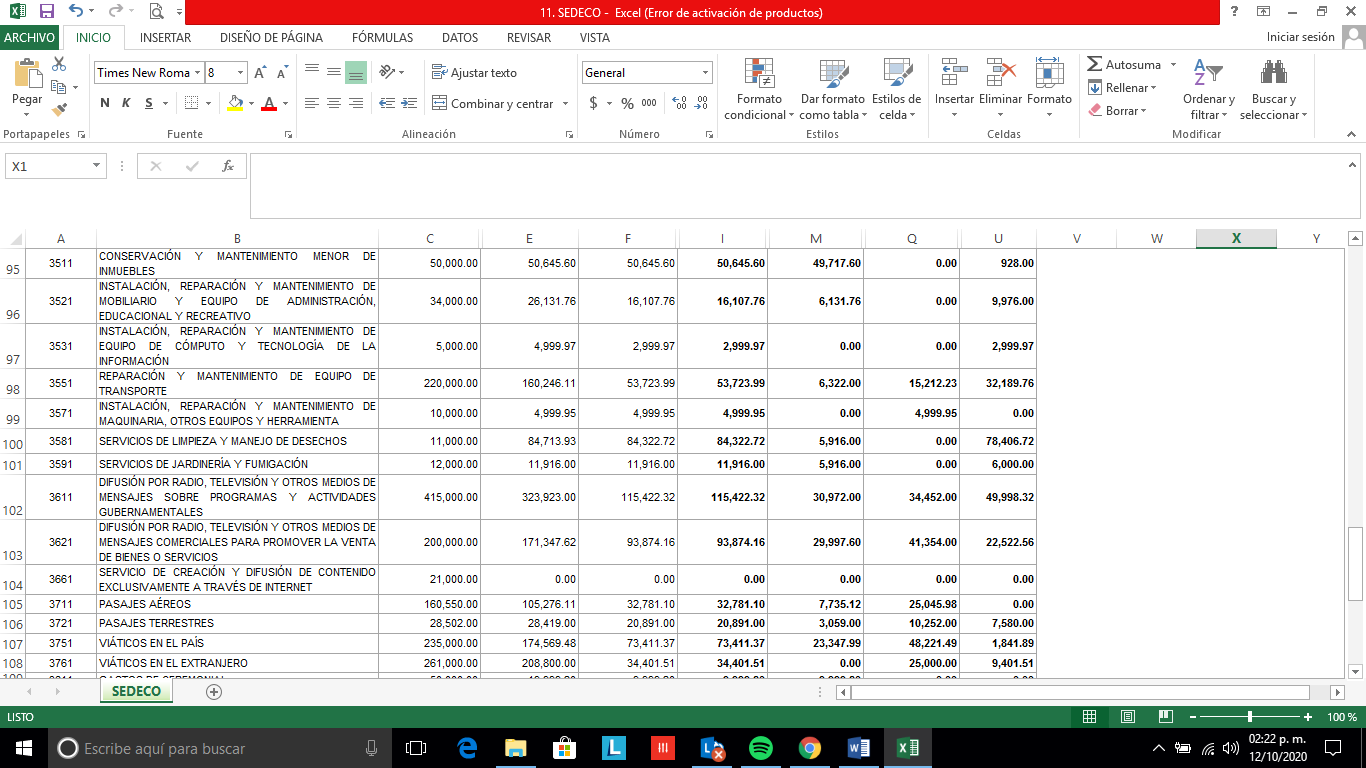 11. SEDECO - Excel (Error de activación de productos)
ARCHIVO INICIO INSERTAR DISEÑO DE PÁGINA FÓRMULAS DATOS REVISAR VISTA Iniciar sesión
Pegar
Portapapeles
Times New Roma 8
N K S
Fuente
Ajustar texto
Combinar y centrar
Alineación
General
$ % 000
Número
Formato condicional
Dar formato como tabla
Estilos de celda
Estilos
Insertar Eliminar Formato
Celdas
Autosuma
Rellenar
Borrar
Ordenar y filtrar
Buscar y seleccionar
Modificar
X1 fx
A B C E F I M Q U V W X Y
95 3511 CONSERVACIÓN Y MANTENIMIENTO MENOR DE INMUEBLES 50,000.00 50,645.60 50,645.60 50,645.60 49,717.60 0.00 928.00
96 3521 INSTALACIÓN, REPARACIÓN Y MANTENIMIENTO DE MOBILIARIO Y EQUIPO DE ADMINISTRACIÓN, EDUCACIONAL Y RECREATIVO 34,000.00 26,131.76 16,107.76 16,107.76 6,131.76 0.00 9,976.00
97 3531 INSTALACIÓN, REPARACIÓN Y MANTENIMIENTO DE EQUIPO DE CÓMPUTO Y TECNOLOGÍA DE LA INFORMACIÓN 5,000.00 4,999.97 2,999.97 2,999.97 0.00 0.00 2,999.97
98 3551 REPARACIÓN Y MANTENIMIENTO DE EQUIPO DE TRANSPORTE 220,000.00 160,246.11 53,723.99 53,723.99 6,322.00 15,212.23 32,189.76
99 3571 INSTALACIÓN, REPARACIÓN Y MANTENIMIENTO DE MAQUINARIA, OTROS EQUIPOS Y HERRAMIENTA 10,000.00 4,999.95 4,999.95 4,999.95 0.00 4,999.95 0.00
100 3581 SERVICIOS DE LIMPIEZA Y MANEJO DE DESECHOS 11,000.00 84,713.93 84,322.72 84,322.72 5,916.00 0.00 78,406.72
101 3591 SERVICIOS DE JARDINERÍA Y FUMIGACIÓN 12,000.00 11,916.00 11,916.00 11,916.00 5,916.00 0.00 6,000.00
102 3611 DIFUSIÓN POR RADIO, TELEVISIÓN Y OTROS MEDIOS DE MENSAJES SOBRE PROGRAMAS Y ACTIVIDADES GUBERNAMENTALES 415,000.00 323,923.00 115,422.32 115,422.32 30,972.00 34,452.00 49,998.32
103 3621 DIFUSIÓN POR RADIO, TELEVISIÓN Y OTROS MEDIOS DE MENSAJES COMERCIALES PARA PROMOVER LA VENTA DE BIENES O SERVICIOS 200,000.00 171,347.62 93,874.16 93,874.16 29,997.60 41,354.00 22,522.56
104 3661 SERVICIO DE CREACIÓN Y DIFUSIÓN DE CONTENIDO EXCLUSIVAMENTE A TRAVÉS DE INTERNET 21,000.00 0.00 0.00 0.00 0.00 0.00 0.00
105 3711 PASAJES AÉREOS 160,550.00 105,276.11 32,781.10 32,781.10 7,735.12 25,045.98 0.00
106 3721 PASAJES TERRESTRES 28,502.00 28,419.00 20,891.00 20,891.00 3,059.00 10,252.00 7,580.00
107 3751 VIÁTICOS EN EL PAÍS 235,000.00 174,569.48 73,411.37 73,411.37 23,347.99 48,221.49 1,841.89
108 3761 VIÁTICOS EN EL EXTRANJERO 261,000.00 208,800.00 34,401.51 34,401.51 0.00 25,000.00 9,401.51
SEDECO
LISTO 100 %
Escribe aquí para buscar
02:22 p. m.
12/10/2020